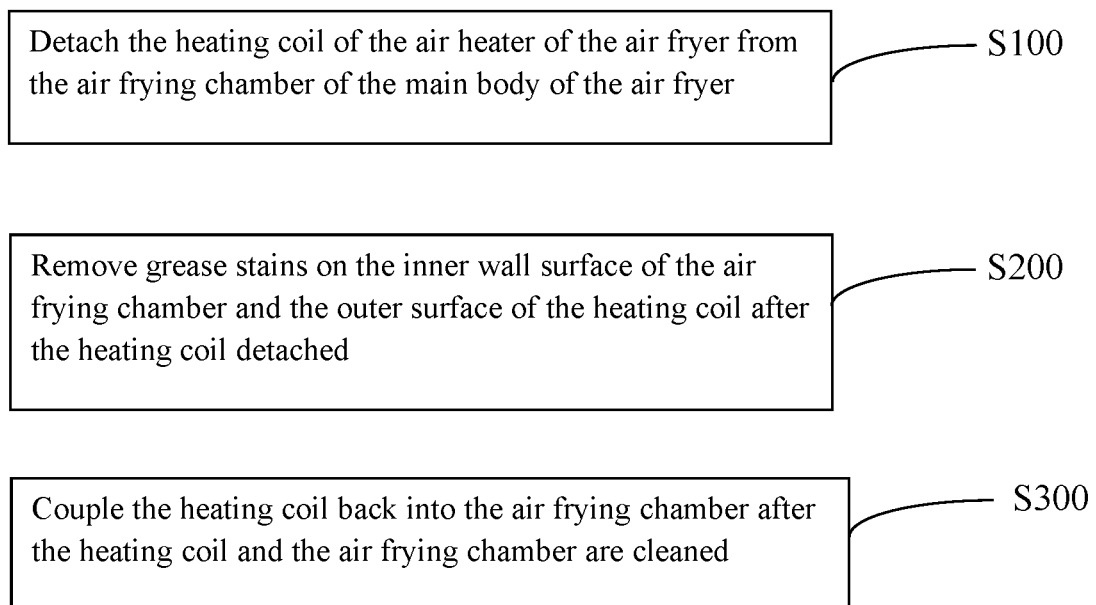 Detach the heating coil of the air heater of the air fryer from
the air frying chamber of the main body of the air fryer
S100
Remove grease stains on the inner wall surface of the air
frying chamber and the outer surface of the heating coil after
the heating coil detached
S200
Couple the heating coil back into the air frying chamber after
the heating coil and the air frying chamber are cleaned
S300